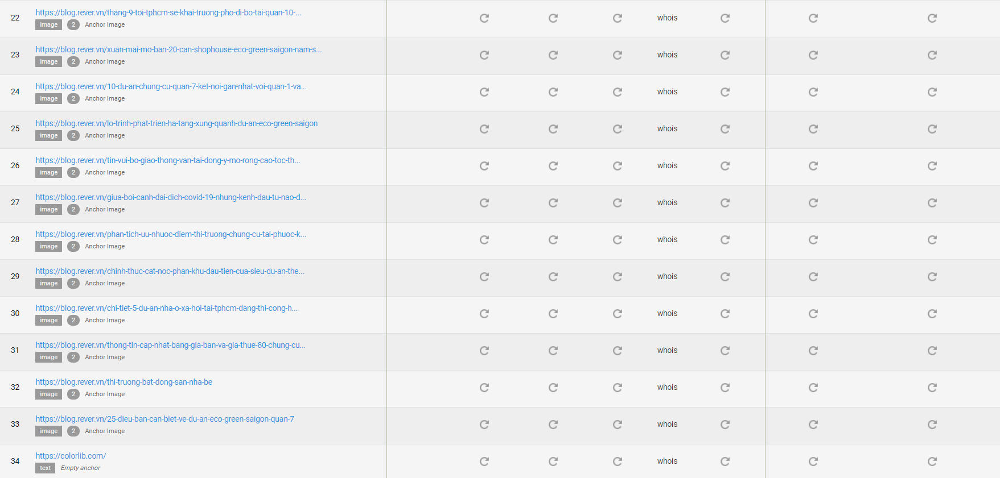 22
https://blog.rever.vn/thang-9-toi-tphcm-se-khai-truong-pho-di-bo-tai-quan-10-...
whois
image 2 Anchor Image
23
https://blog.rever.vn/xuan-mai-mo-ban-20-can-shophouse-eco-green-saigon-nam-s...
whois
image 2 Anchor Image
24
https://blog.rever.vn/10-du-an-chung-cu-quan-7-ket-noi-gan-nhat-voi-quan-1-va...
whois
image 2 Anchor Image
25
https://blog.rever.vn/lo-trinh-phat-trien-ha-tang-xung-quanh-du-an-eco-green-saigon
whois
image 2 Anchor Image
26
https://blog.rever.vn/tin-vui-bo-giao-thong-van-tai-dong-y-mo-rong-cao-toc-th...
whois
image 2 Anchor Image
27
https://blog.rever.vn/giua-boi-canh-dai-dich-covid-19-nhung-kenh-dau-tu-nao-d...
whois
image 2 Anchor Image
28
https://blog.rever.vn/phan-tich-uu-nhuoc-diem-thi-truong-chung-cu-tai-phuoc-k...
whois
image 2 Anchor Image
29
https://blog.rever.vn/chinh-thuc-cat-noc-phan-khu-dau-tien-cua-sieu-du-an-the...
whois
image 2 Anchor Image
30
https://blog.rever.vn/chi-tiet-5-du-an-nha-o-xa-hoi-tai-tphcm-dang-thi-cong-h...
whois
image 2 Anchor Image
31
https://blog.rever.vn/thong-tin-cap-nhat-bang-gia-ban-va-gia-thue-80-chung-cu...
whois
image 2 Anchor Image
32
https://blog.rever.vn/thi-truong-bat-dong-san-nha-be
whois
image 2 Anchor Image
33
https://blog.rever.vn/25-dieu-ban-can-biet-ve-du-an-eco-green-saigon-quan-7
whois
image 2 Anchor Image
34
https://colorlib.com/
whois
text Empty anchor